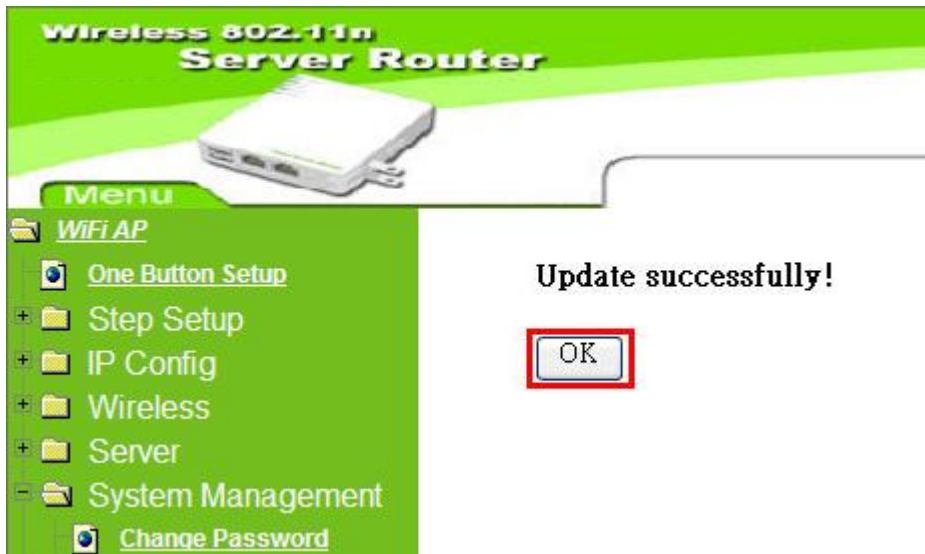 Wireless 802.11n
Server Router
Menu
WiFi AP
One Button Setup
Step Setup
IP Config
Wireless
Server
System Management
Change Password
Update successfully!
OK